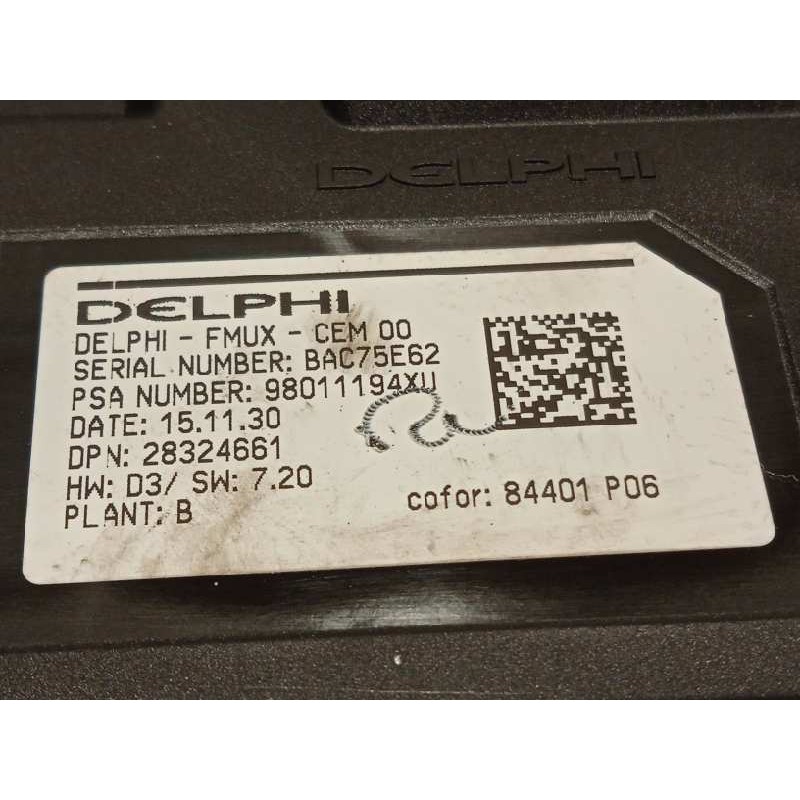 DELPHI
DELPHI
DELPHI - FMUX - CEM 00
SERIAL NUMBER: BAC75E62
PSA NUMBER: 98011194XU
DATE: 15.11.30
DPN: 28324661
HW: D3/ SW: 7.20
cofor: 84401 P06
PLANT: B